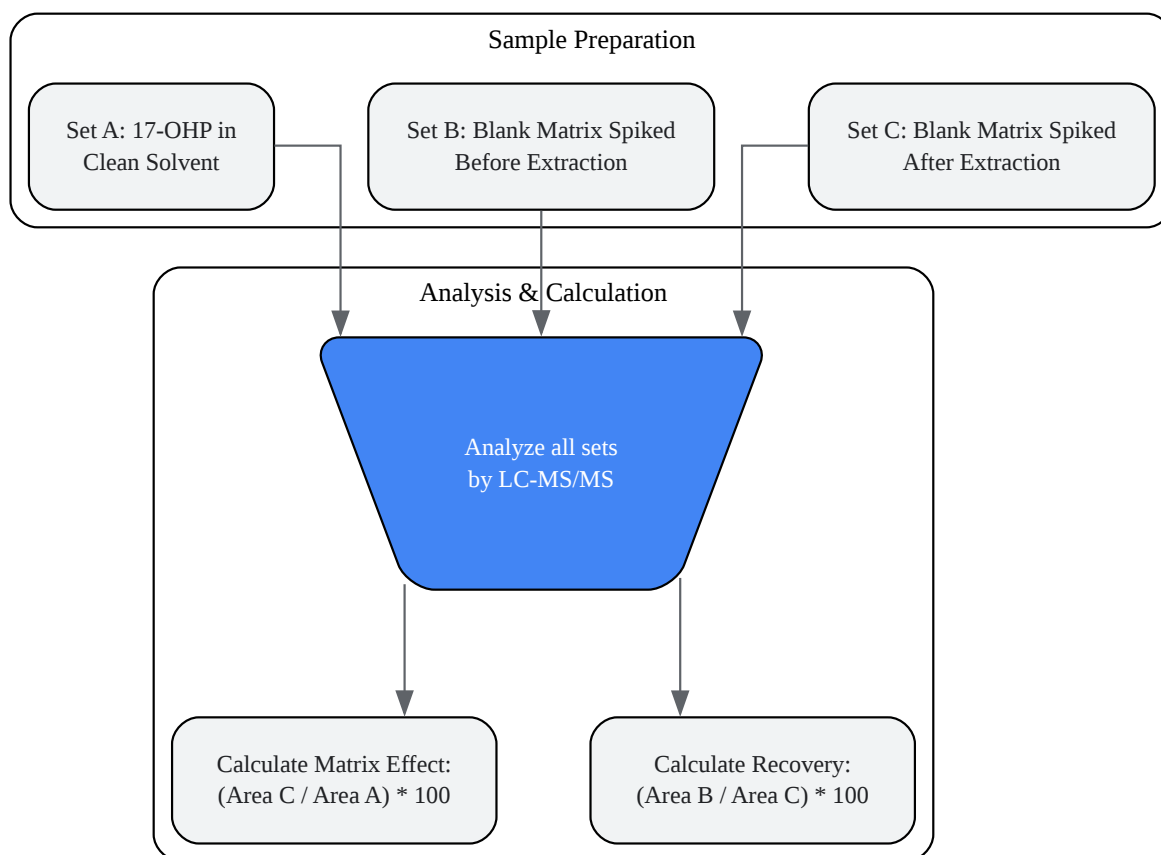 Sample Preparation
Set A: 17-OHP in
Clean Solvent
Set B: Blank Matrix Spiked
Before Extraction
Set C: Blank Matrix Spiked
After Extraction
Analysis & Calculation
Analyze all sets
by LC-MS/MS
Calculate Matrix Effect:
(Area C / Area A) * 100
Calculate Recovery:
(Area B / Area C) * 100